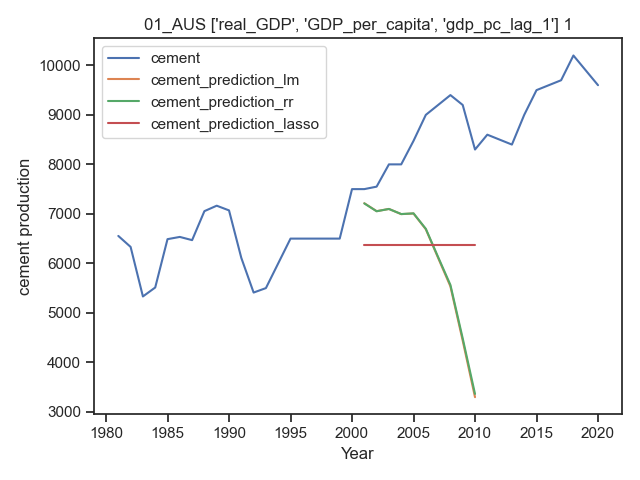 01_AUS ['real_GDP', 'GDP_per_capita', 'gdp_pc_lag_1'] 1
cement
cement_prediction_lm
cement_prediction_rr
cement_prediction_lasso
cement production
10000
9000
8000
7000
6000
5000
4000
3000
1980 1985 1990 1995 2000 2005 2010 2015 2020
Year